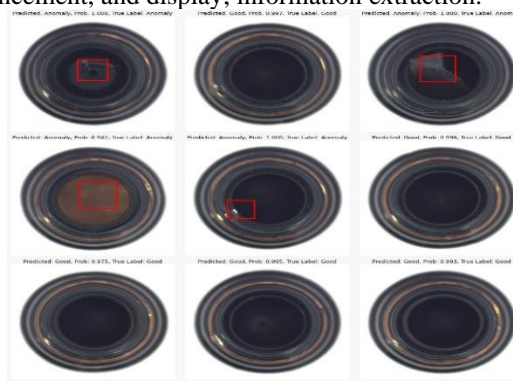 ncement, and display, information extraction.
Predicted: Anomaly, Prob: 1.000, True Label: Anomaly
Predicted: Good, Prob: 0.997, True Label: Good
Predicted: Anomaly, Prob: 1.000, True Label: Anom
Predicted: Anomaly, Prob: True Label: Anomaly
Predicted: Anomaly, Prob: 1.000, True Label: Anomaly
Predicted: Good, Prob: 0.996, True Label: Good
Predicted: Good, Prob: 0.975, True Label: Good
Predicted: Good, Prob: 0.995, True Label: Good
Predicted: Good, Prob: 0.993, True Label: Good